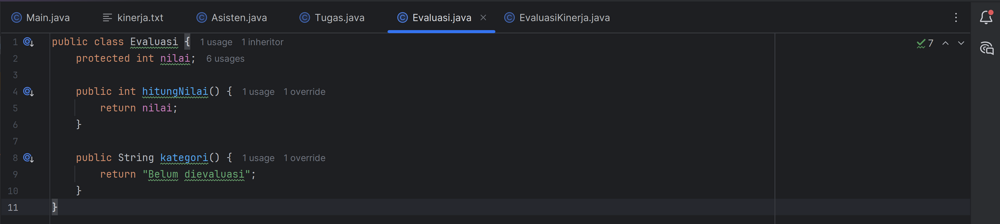 Main.java kinerja.txt Asisten.java Tugas.java Evaluasi.java EvaluasiKinerja.java
1 public class Evaluasi { 1 usage 1 inheritor 7
2 protected int nilai; 6 usages
3
4 public int hitungNilai() { 1 usage 1 override
5 return nilai;
6 }
7
8 public String kategori() { 1 usage 1 override
9 return "Belum dievaluasi";
10 }
11 }